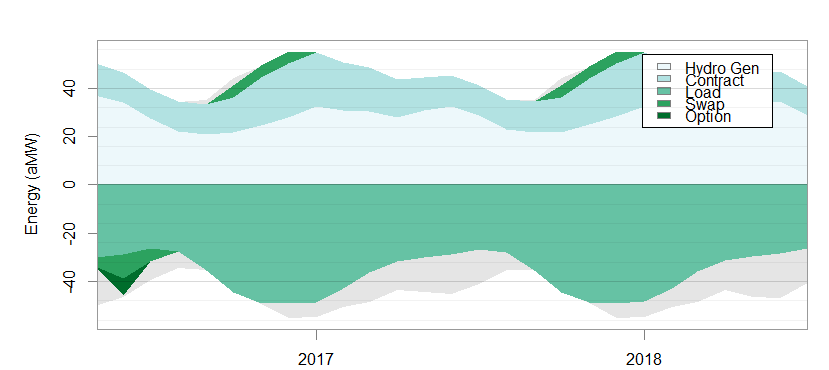 Energy (aMW)
40
20
0
-20
-40
2017
2018
Hydro Gen
Contract
Load
Swap
Option